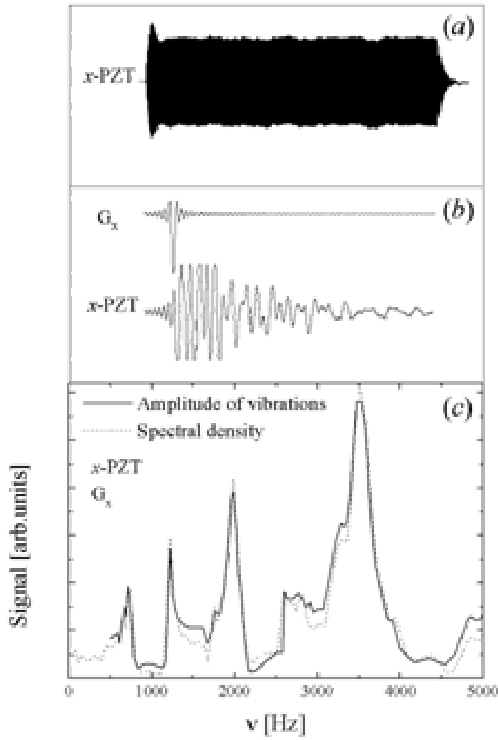 (a)
x-PZT
(b)
Gx
x-PZT
(c)
Amplitude of vibrations
Spectral density
x-PZT
Gx
Signal [arb.units]
0 1000 2000 3000 4000 5000
ν [Hz]